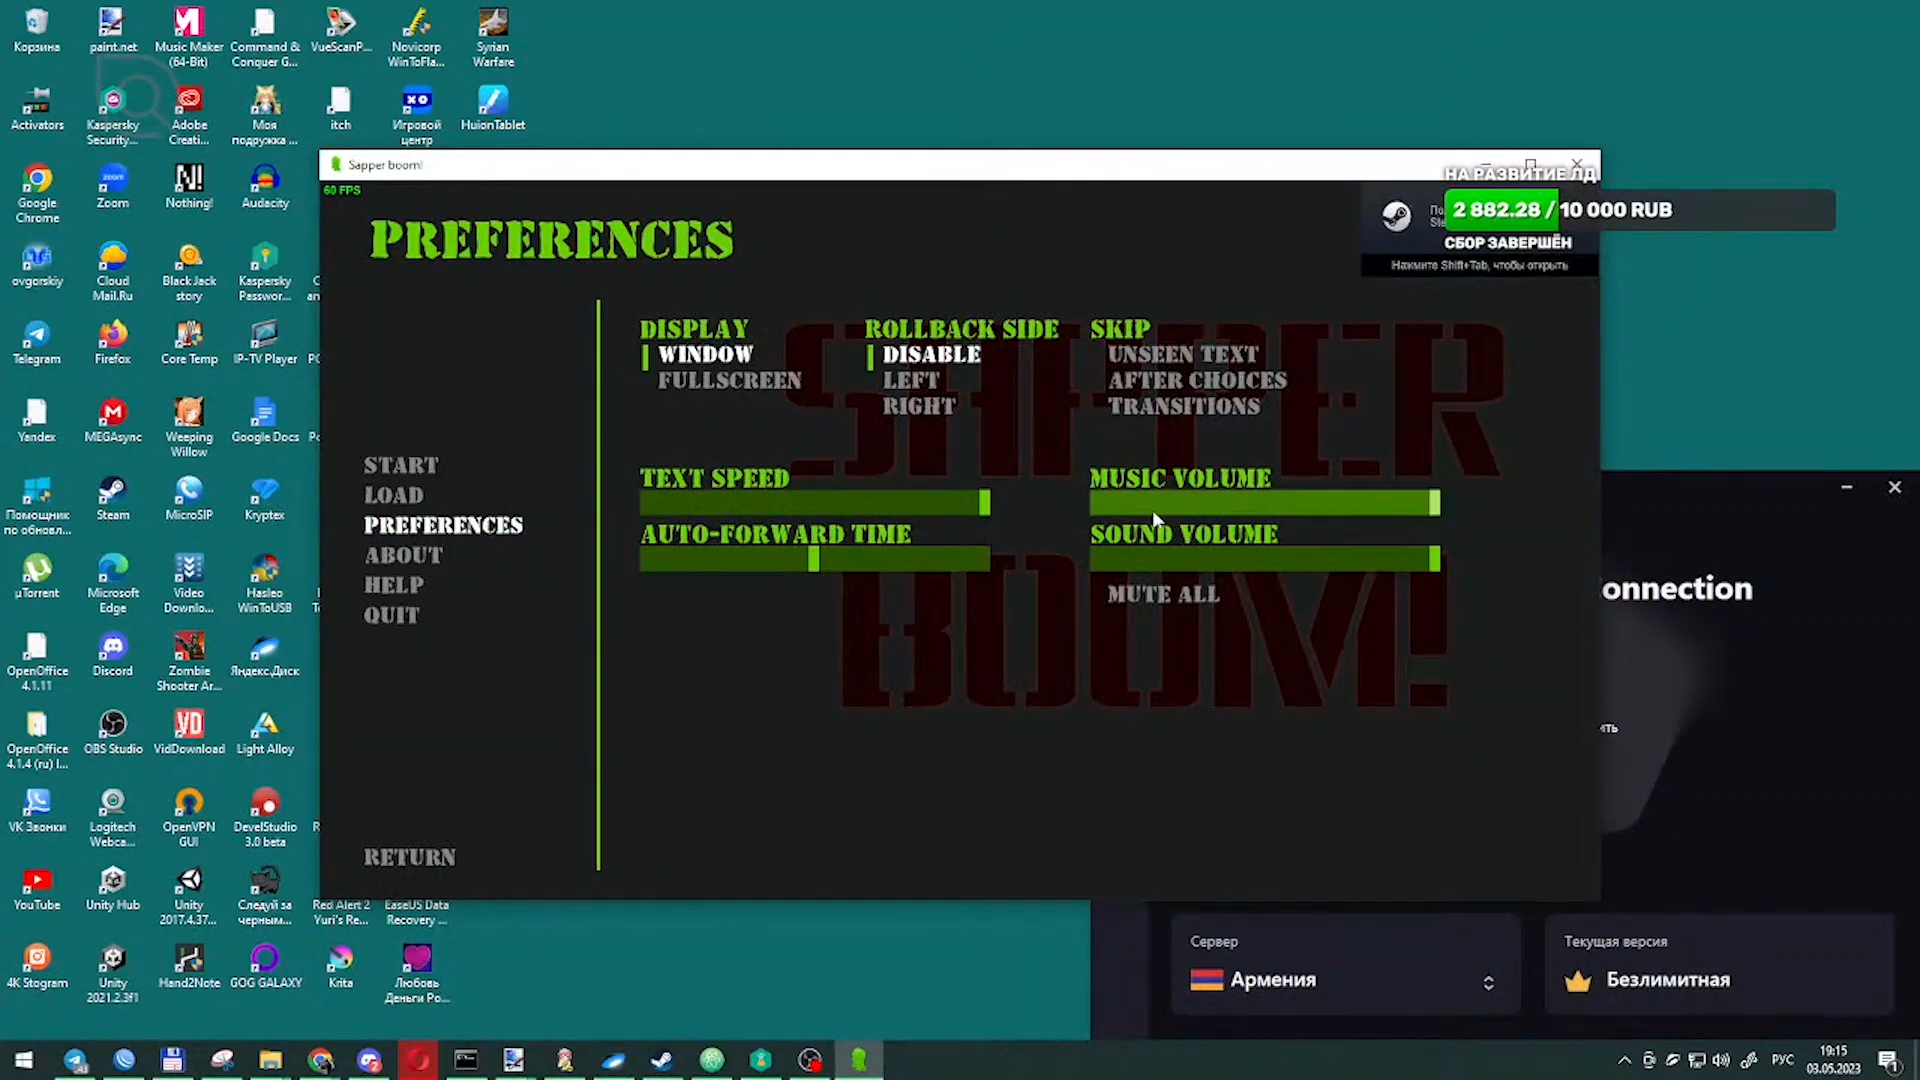 Корзина
paint.net
Music Maker
(64-Bit)
Command &
Conquer G...
VueScanP...
Novicorp
WinToFla...
Syrian
Warfare
Activators
Kaspersky
Security...
Adobe
Creati...
Моя
подружка ...
itch
Игровой
центр
HuionTablet
Google
Chrome
Zoom
Nothing!
Audacity
ovgorskiy
Cloud
Mail.Ru
Black Jack
story
Kaspersky
Passwor...
Telegram
Firefox
Core Temp
IP-TV Player
Yandex
MEGAsync
Weeping
Willow
Google Docs
Помощник
по обновл...
Steam
MicroSIP
Kryptex
µTorrent
Microsoft
Edge
Video
Downlo...
Hasleo
WinToUSB
OpenOffice
4.1.11
Discord
Zombie
Shooter Ar...
Яндекс.Диск
OpenOffice
4.1.4 (ru) I...
OBS Studio
VidDownload
Light Alloy
VK Звонки
Logitech
Webca...
OpenVPN
GUI
DevelStudio
3.0 beta
YouTube
Unity Hub
Unity
2017.4.37...
Следуй за
черным...
Red Alert 2
Yuri's Re...
EaseUS Data
Recovery ...
4K Stogram
Unity
2021.2.3f1
Hand2Note
GOG GALAXY
Krita
Любовь
Деньги Ро...
Sapper boom!
60 FPS
PREFERENCES
НА РАЗВИТИЕ ЛД
2 882.28 / 10 000 RUB
СБОР ЗАВЕРШЁН
Нажмите Shift+Tab, чтобы открыть
SAPPER
BOOM!
DISPLAY
WINDOW
FULLSCREEN
ROLLBACK SIDE
DISABLE
LEFT
RIGHT
SKIP
UNSEEN TEXT
AFTER CHOICES
TRANSITIONS
START
LOAD
PREFERENCES
ABOUT
HELP
QUIT
TEXT SPEED
AUTO-FORWARD TIME
MUSIC VOLUME
SOUND VOLUME
MUTE ALL
RETURN
onnection
ить
Сервер
Армения
Текущая версия
Безлимитная
РУС
19:15
03.05.2023